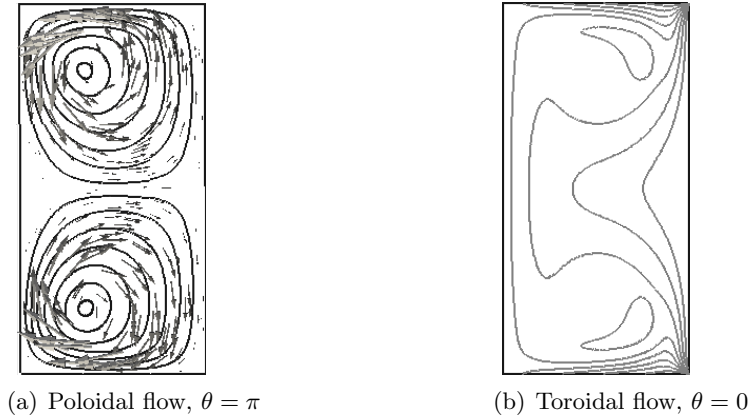 (a) Poloidal flow, θ = π
(b) Toroidal flow, θ = 0